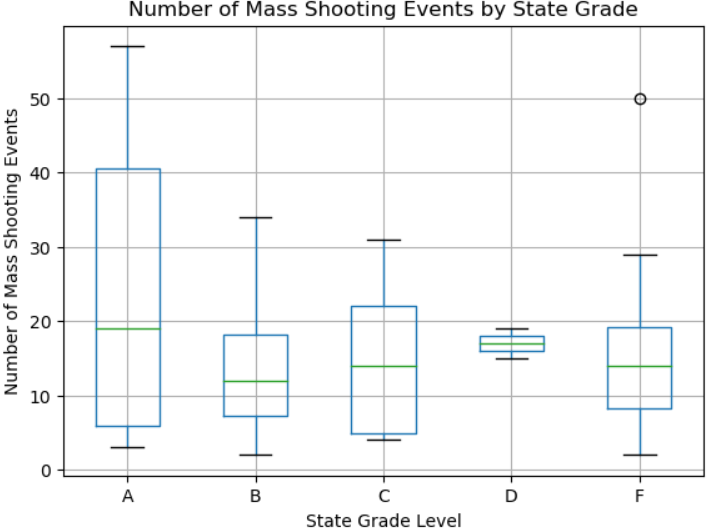 Number of Mass Shooting Events by State Grade
Number of Mass Shooting Events
50
40
30
20
10
0
A B C D F
State Grade Level